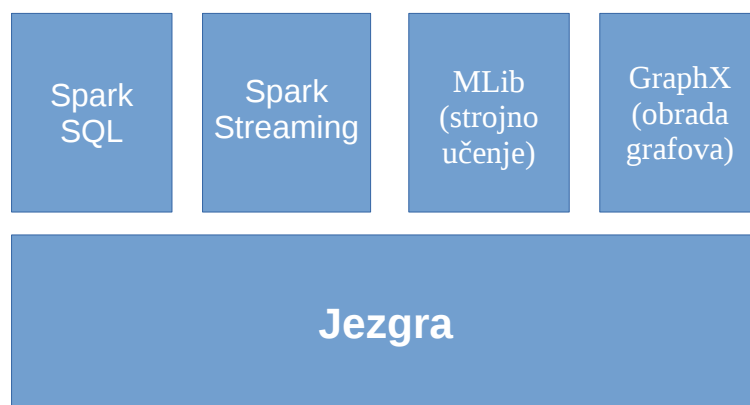 Spark
SQL
Spark
Streaming
MLib
(strojno
učenje)
GraphX
(obrada
grafova)
Jezgra